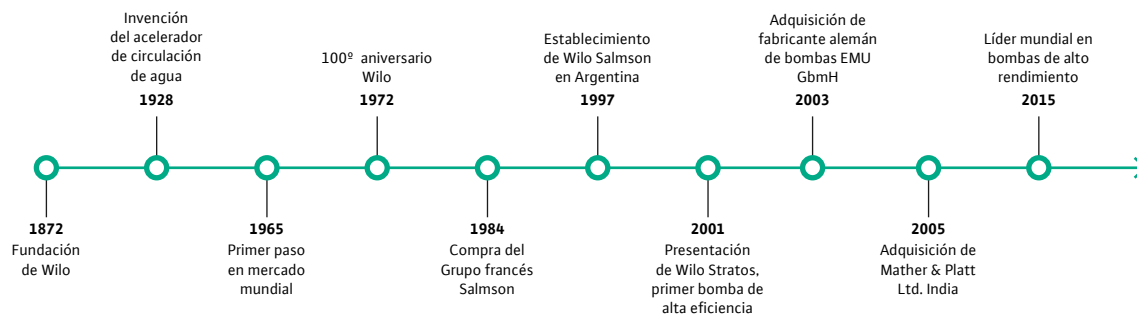 1872
Fundación
de Wilo
Invención
del acelerador
de circulación
de agua
1928
1965
Primer paso
en mercado
mundial
100º aniversario
Wilo
1972
1984
Compra del
Grupo francés
Salmson
Establecimiento
de Wilo Salmson
en Argentina
1997
2001
Presentación
de Wilo Stratos,
primer bomba de
alta eficiencia
Adquisición de
fabricante alemán
de bombas EMU
GbmH
2003
2005
Adquisición de
Mather & Platt
Ltd. India
Líder mundial en
bombas de alto
rendimiento
2015